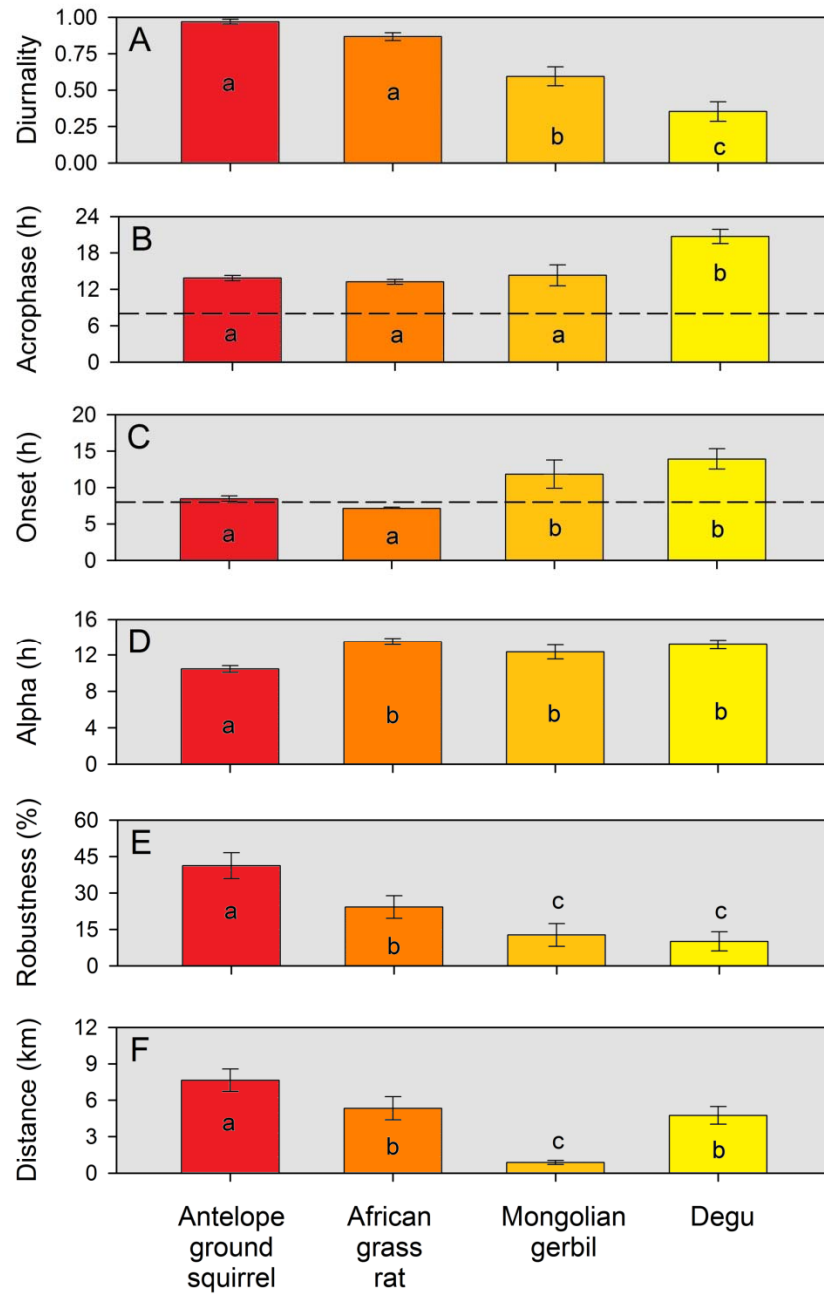 A
Diurnality
1.00
0.75
0.50
0.25
0.00
a
a
b
c
B
Acrophase (h)
24
18
12
6
0
a
a
a
b
C
Onset (h)
20
15
10
5
0
a
a
b
b
D
Alpha (h)
16
12
8
4
0
a
b
b
b
E
Robustness (%)
60
45
30
15
0
a
b
c
c
F
Distance (km)
12
9
6
3
0
a
b
c
b
Antelope
ground
squirrel
African
grass
rat
Mongolian
gerbil
Degu